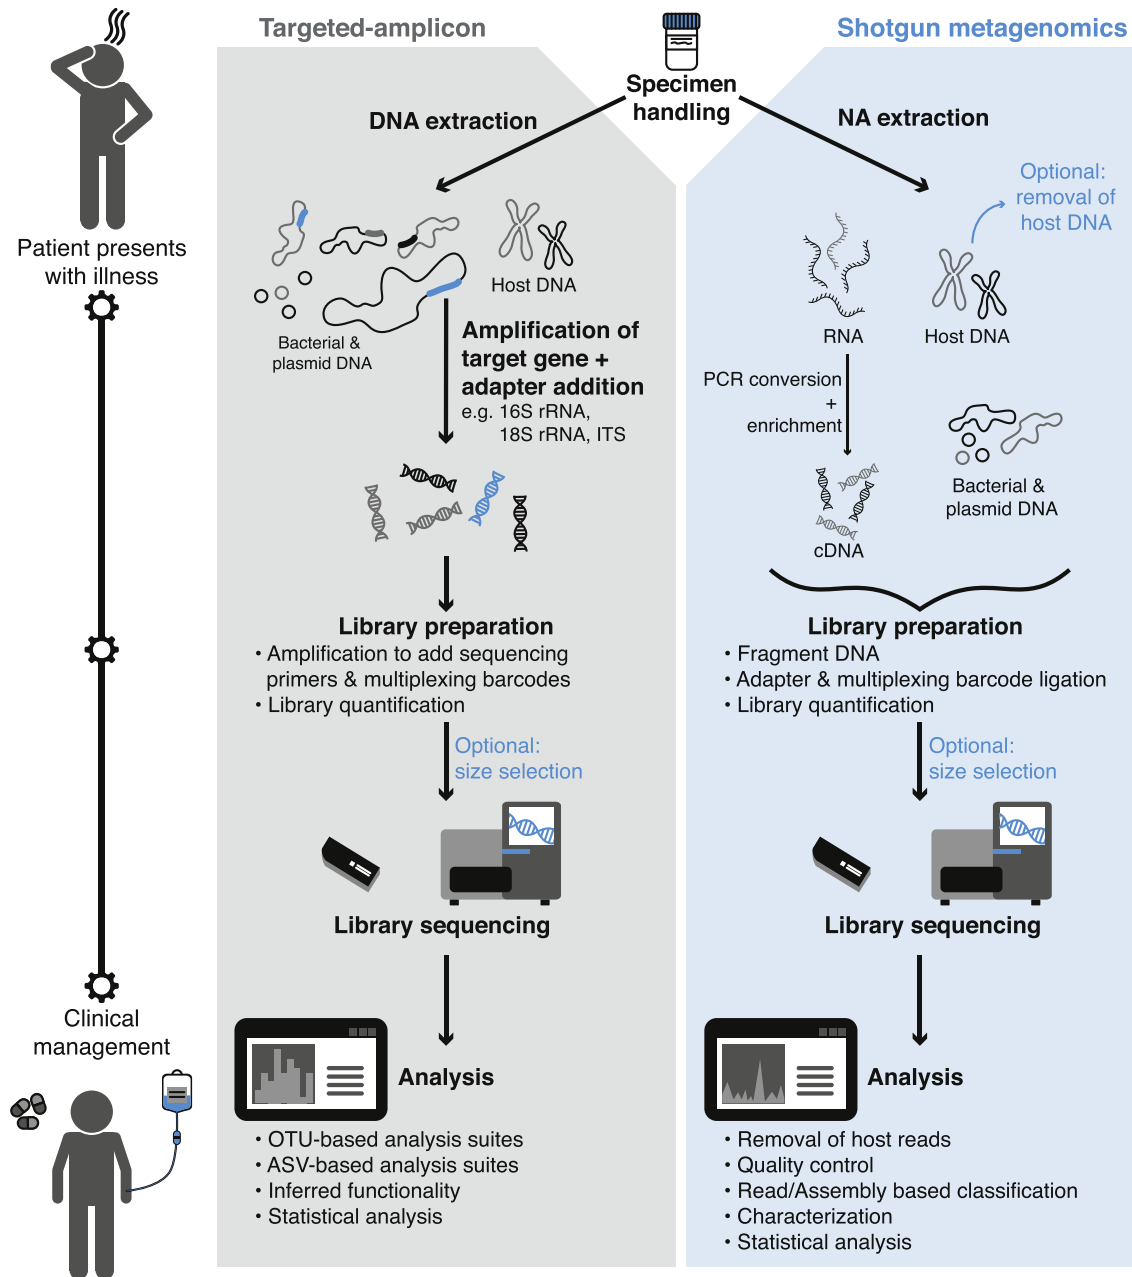 Targeted-amplicon
Shotgun metagenomics
Specimen
handling
DNA extraction
NA extraction
Patient presents
with illness
Bacterial &
plasmid DNA
Host DNA
Amplification of
target gene +
adapter addition
e.g. 16S rRNA,
18S rRNA, ITS
Optional:
removal of
host DNA
RNA
Host DNA
PCR conversion
+
enrichment
cDNA
Bacterial &
plasmid DNA
Library preparation
• Amplification to add sequencing
primers & multiplexing barcodes
• Library quantification
Optional:
size selection
Library sequencing
Library preparation
• Fragment DNA
• Adapter & multiplexing barcode ligation
• Library quantification
Optional:
size selection
Library sequencing
Clinical
management
Analysis
• OTU-based analysis suites
• ASV-based analysis suites
• Inferred functionality
• Statistical analysis
Analysis
• Removal of host reads
• Quality control
• Read/Assembly based classification
• Characterization
• Statistical analysis